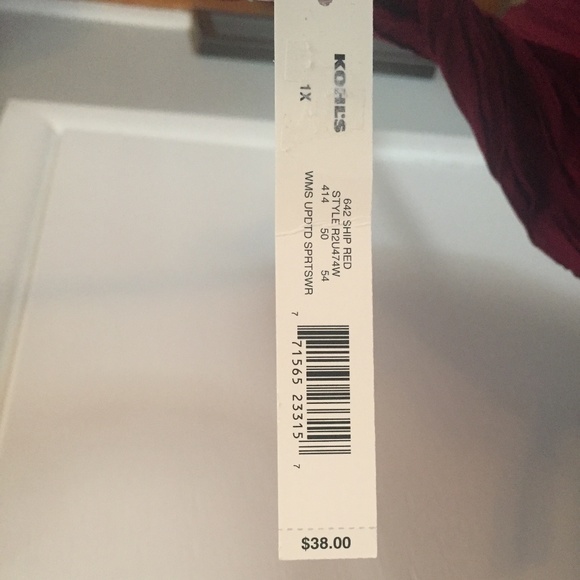 KOHL'S
1X
642 SHIP RED
STYLE R2U474W
414 50 54
WMS UPDTD SPRTSWR
7 71565 23315 7
$38.00